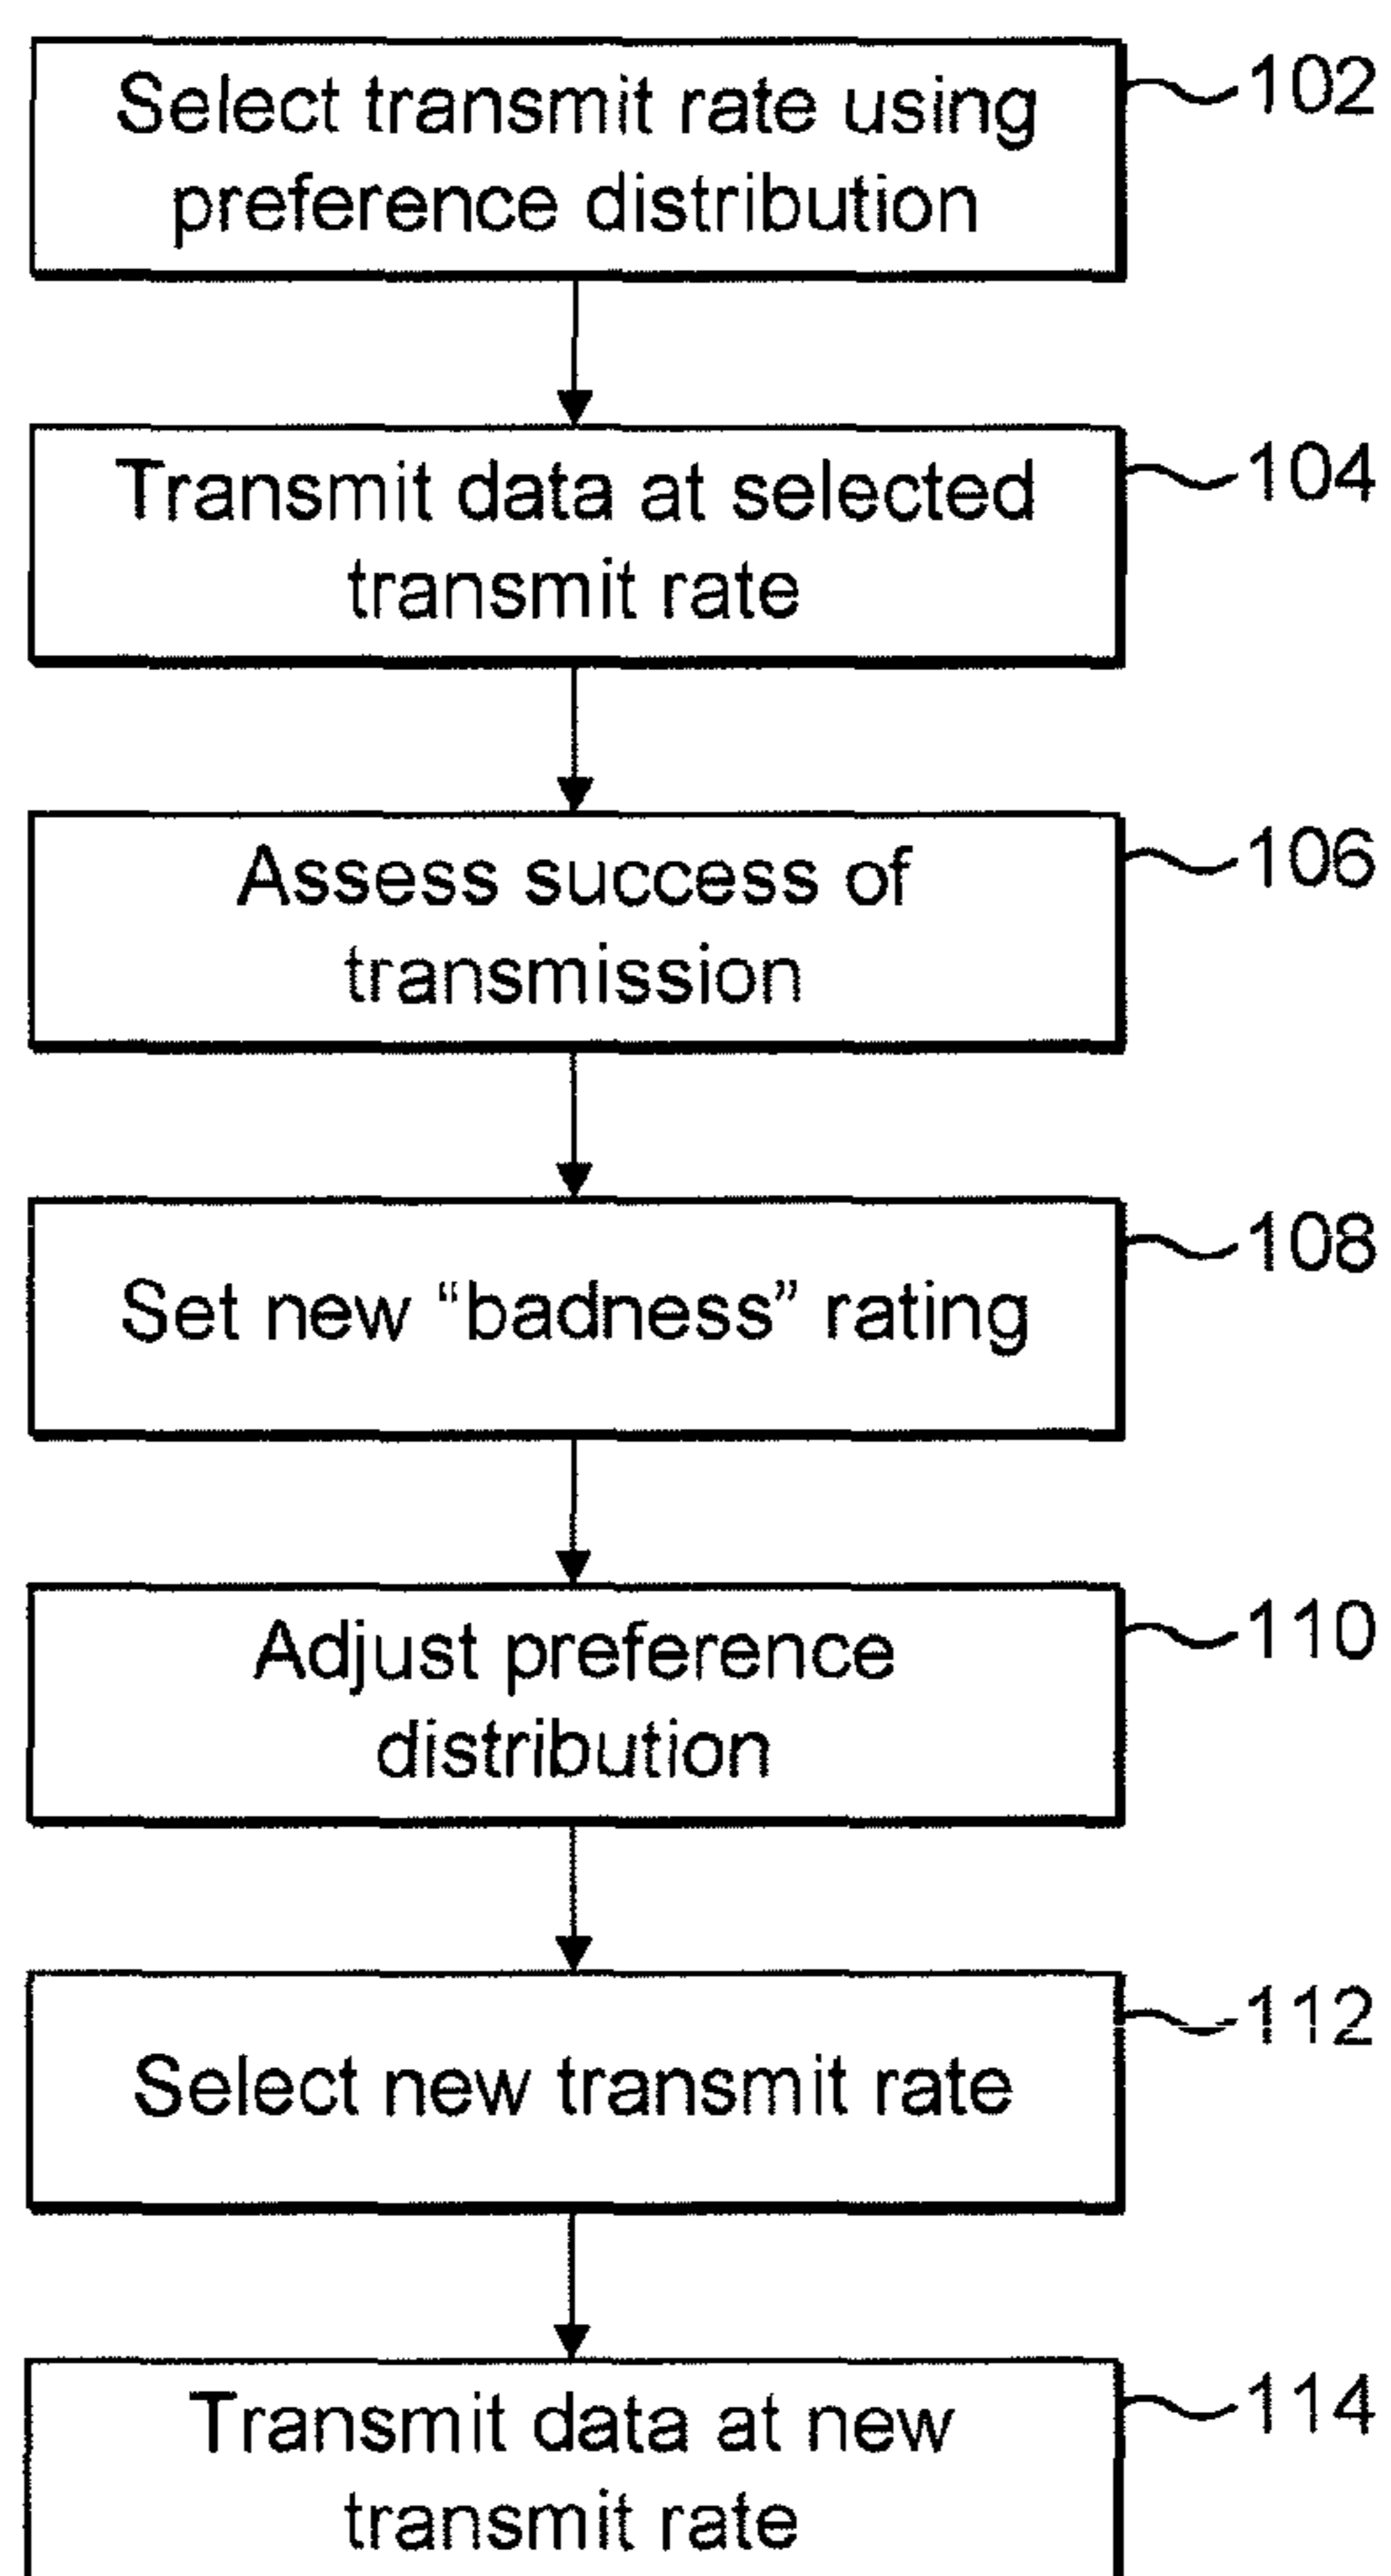 Select transmit rate using
preference distribution
102
Transmit data at selected
transmit rate
104
Assess success of
transmission
106
Set new “badness” rating
108
Adjust preference
distribution
110
Select new transmit rate
112
Transmit data at new
transmit rate
114